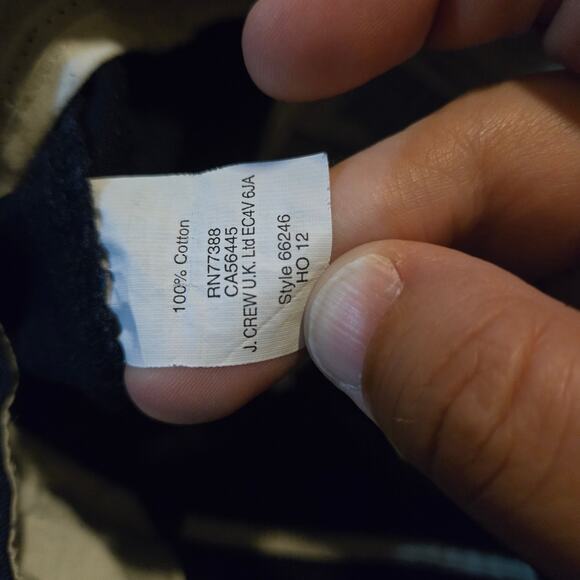 100% Cotton
RN77388
CA56445
J. CREW U.K. Ltd EC4V 6JA
Style 66246
HO 12